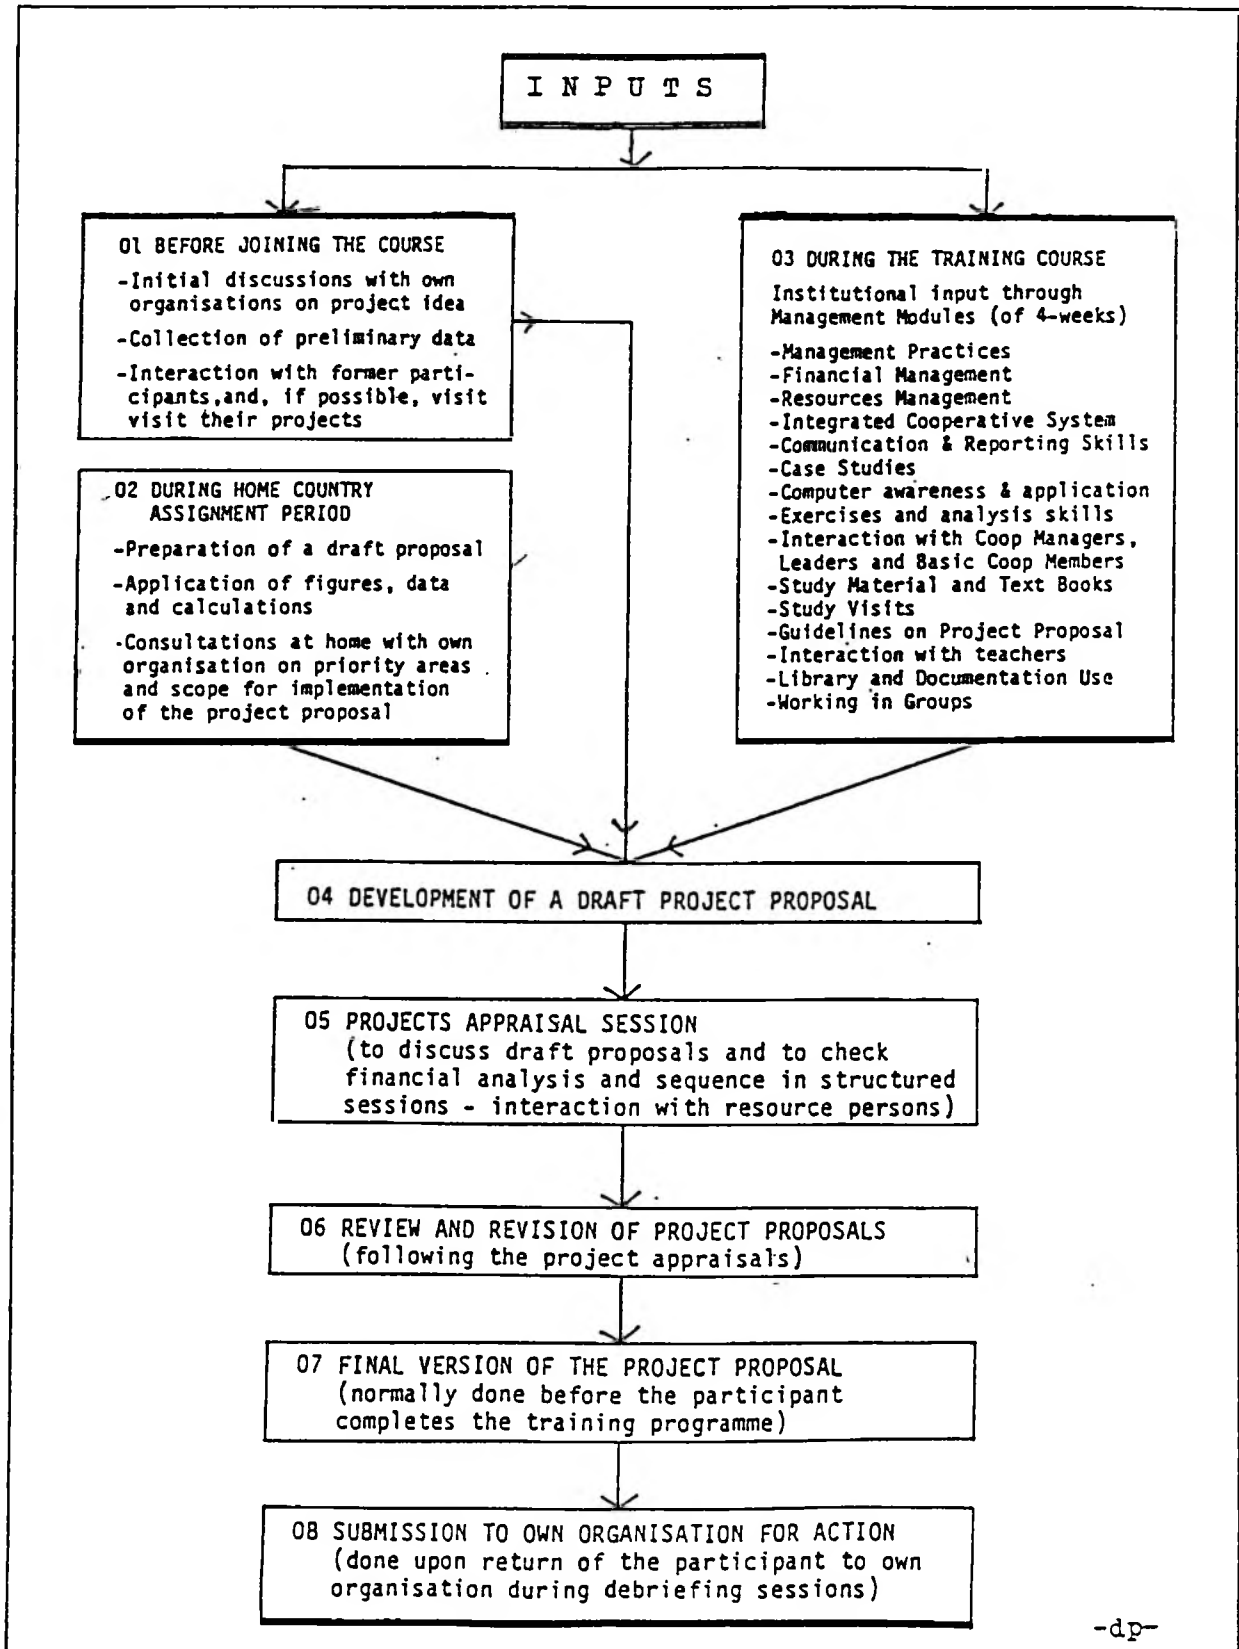 I N P U T S
01 BEFORE JOINING THE COURSE
-Initial discussions with own
organisations on project idea
-Collection of preliminary data
-Interaction with former parti-
cipants,and, if possible, visit
visit their projects
02 DURING HOME COUNTRY
ASSIGNMENT PERIOD
-Preparation of a draft proposal
-Application of figures, data
and calculations
-Consultations at home with own
organisation on priority areas
and scope for implementation
of the project proposal
03 DURING THE TRAINING COURSE
Institutional input through
Management Modules (of 4-weeks)
-Management Practices
-Financial Management
-Resources Management
-Integrated Cooperative System
-Communication & Reporting Skills
-Case Studies
-Computer awareness & application
-Exercises and analysis skills
-Interaction with Coop Managers,
Leaders and Basic Coop Members
-Study Material and Text Books
-Study Visits
-Guidelines on Project Proposal
-Interaction with teachers
-Library and Documentation Use
-Working in Groups
04 DEVELOPMENT OF A DRAFT PROJECT PROPOSAL
05 PROJECTS APPRAISAL SESSION
(to discuss draft proposals and to check
financial analysis and sequence in structured
sessions - interaction with resource persons)
06 REVIEW AND REVISION OF PROJECT PROPOSALS
(following the project appraisals)
07 FINAL VERSION OF THE PROJECT PROPOSAL
(normally done before the participant
completes the training programme)
08 SUBMISSION TO OWN ORGANISATION FOR ACTION
(done upon return of the participant to own
organisation during debriefing sessions)
-dp-